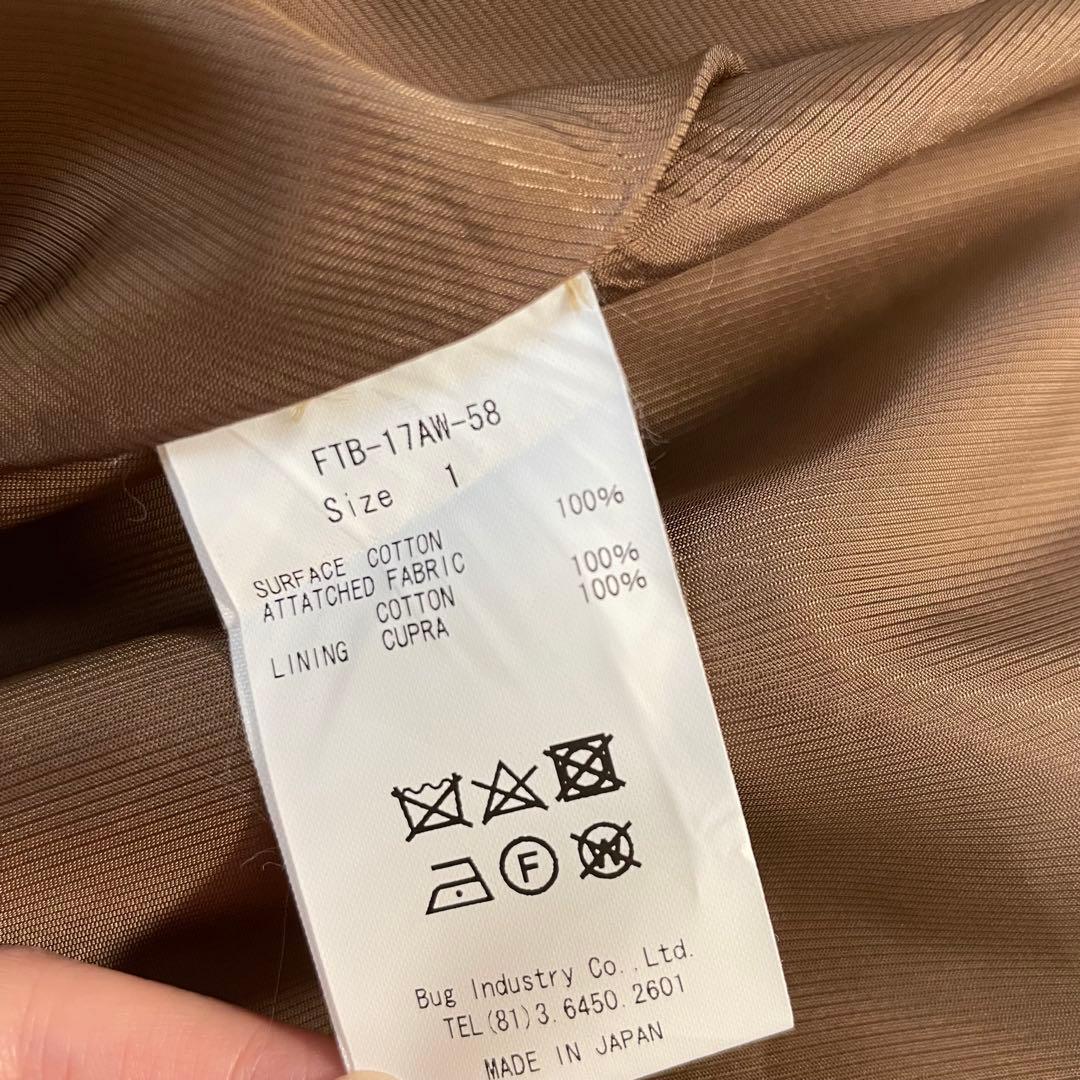 FTB-17AW-58
Size 1
SURFACE COTTON 100%
ATTATCHED FABRIC
COTTON 100%
LINING CUPRA 100%
F
W
Bug Industry Co.,Ltd.
TEL(81)3.6450.2601
MADE IN JAPAN